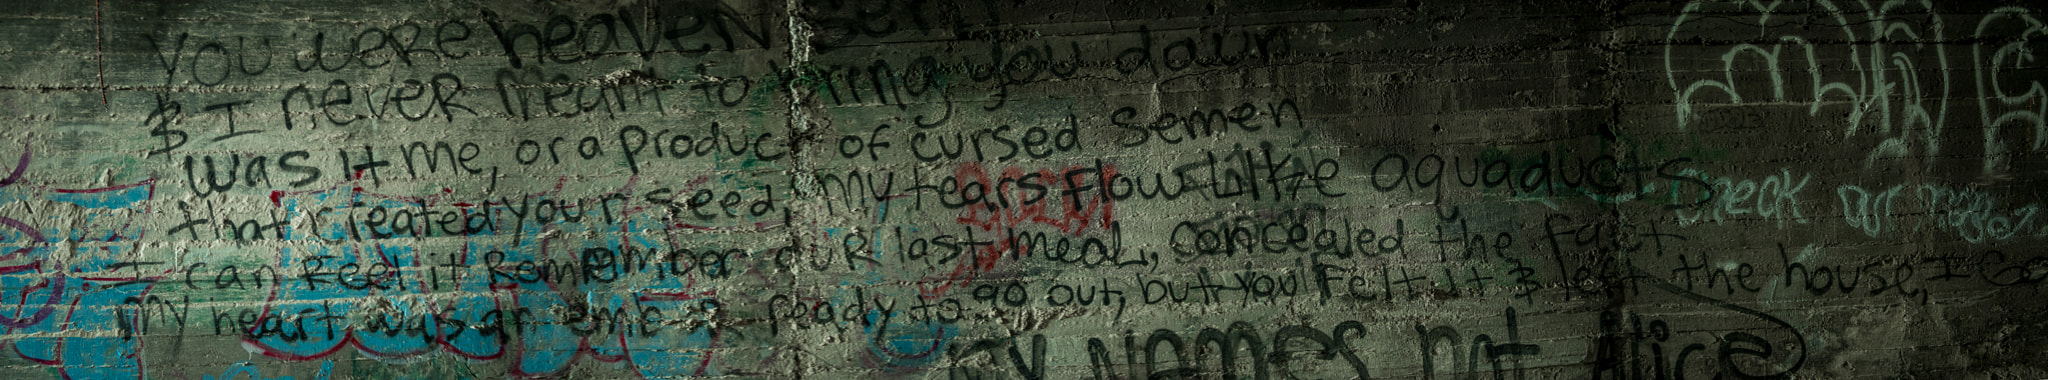 you were heaven sent
& I never meant to bring you down
was it me, or a product of cursed semen
that created your seed, my tears flow like aquaducts
I can feel it Remember our last meal, concealed the fact
my heart was an ember ready to go out, but you felt it & left the house, I
My Names not Alice
check